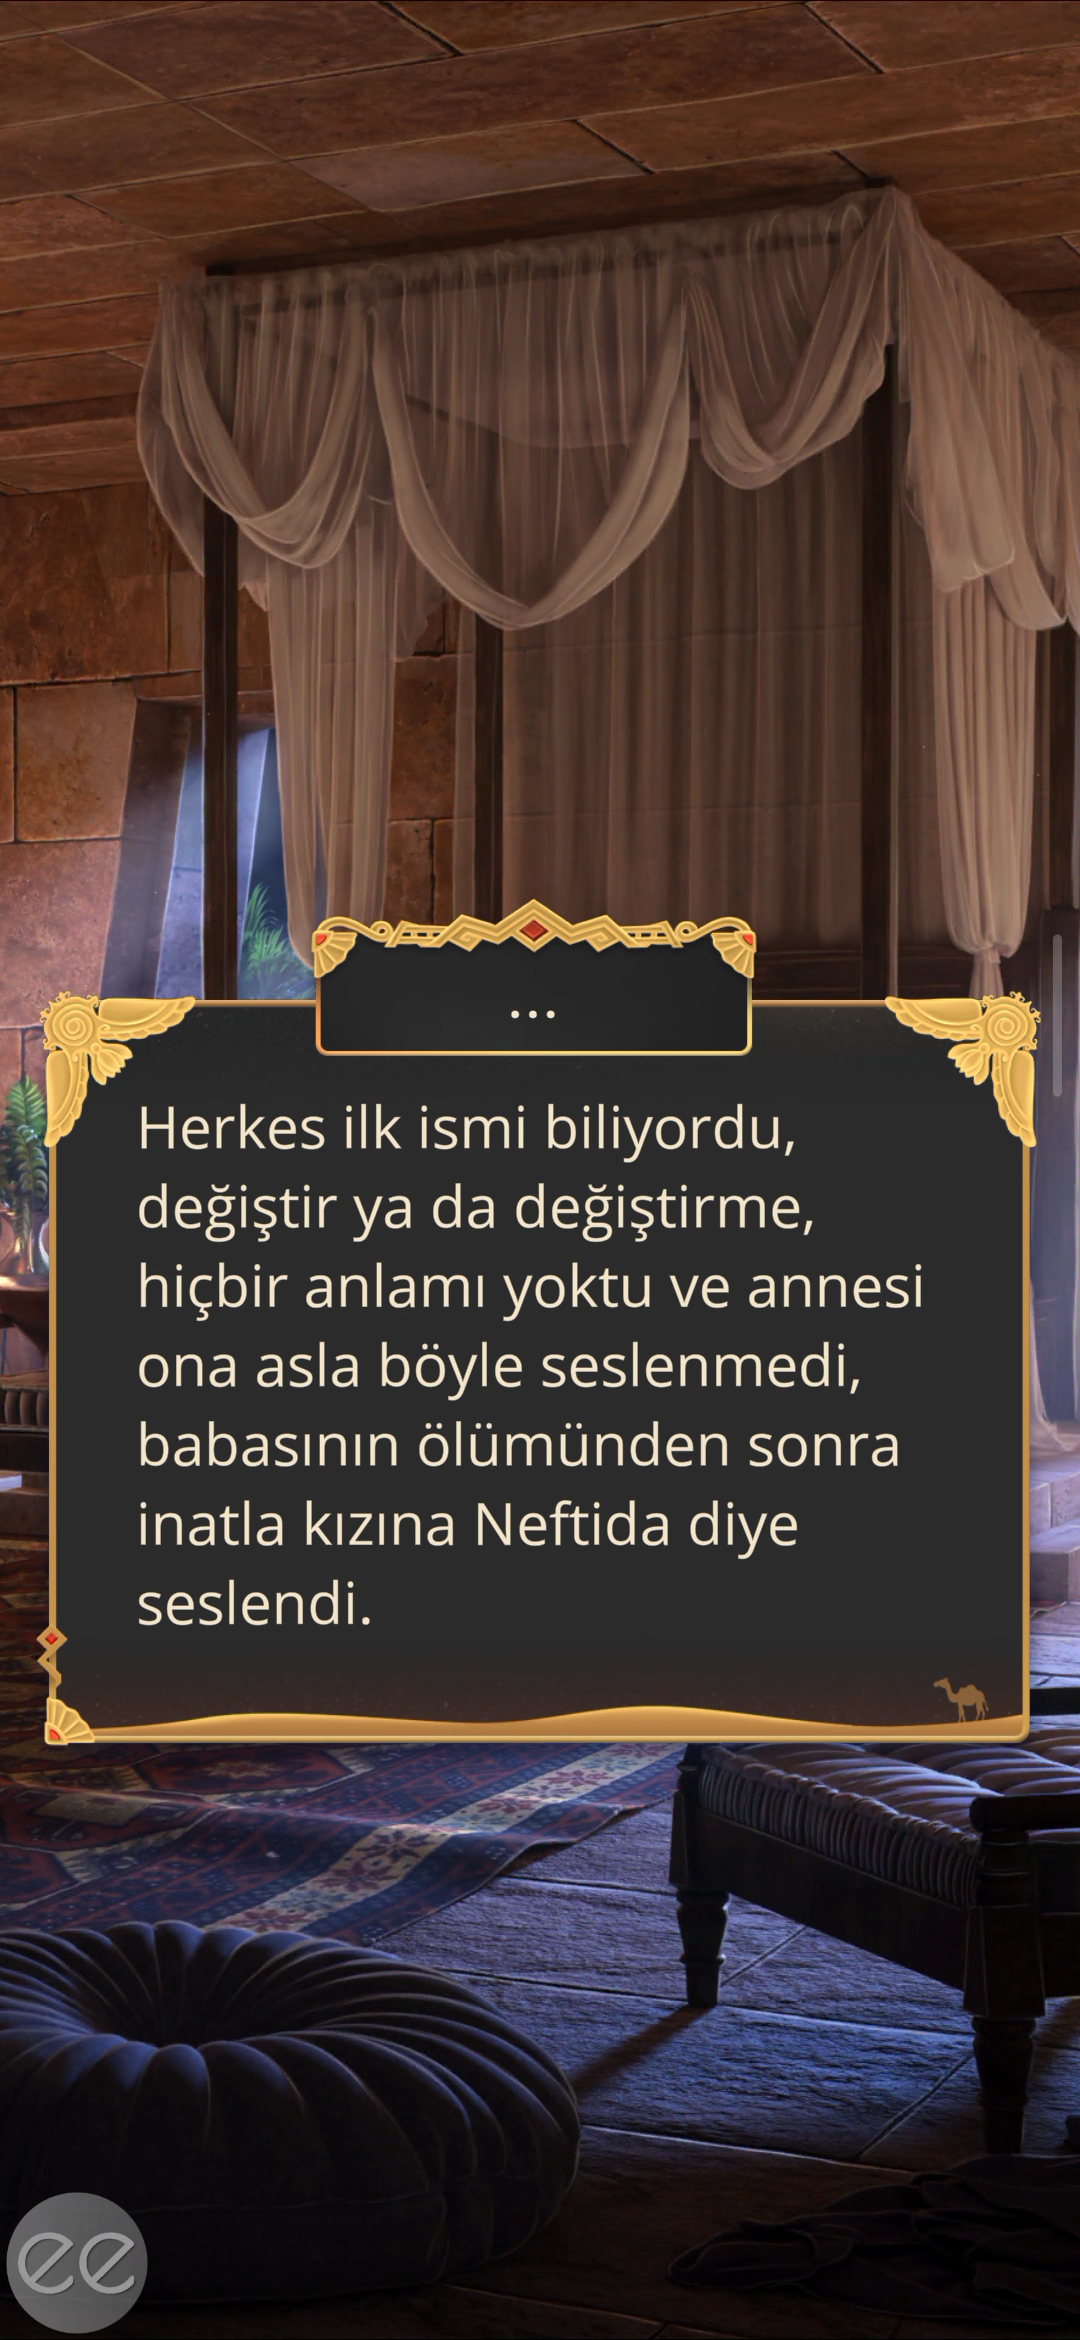 ...
Herkes ilk ismi biliyordu,
değiştir ya da değiştirme,
hiçbir anlamı yoktu ve annesi
ona asla böyle seslenmedi,
babasının ölümünden sonra
inatla kızına Neftida diye
seslendi.
ee